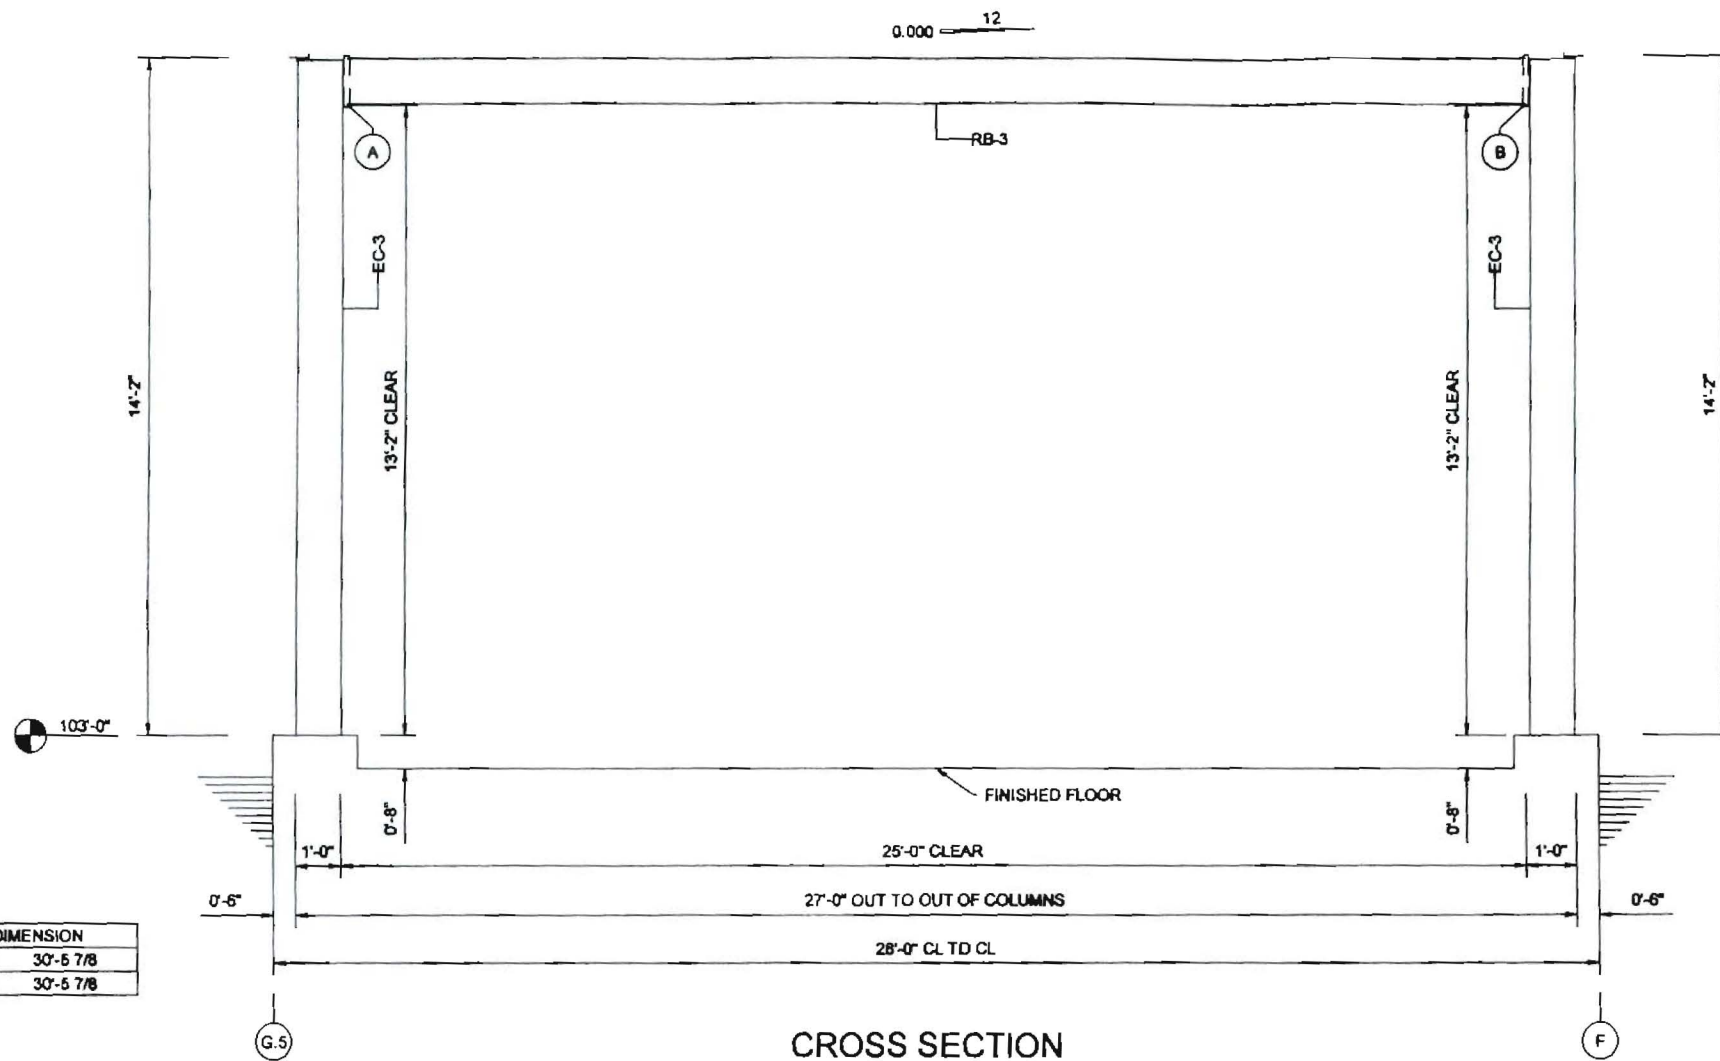 12
0.000
A
B
RB-3
EC-3
EC-3
14'-2"
13'-2" CLEAR
13'-2" CLEAR
14'-2"
103'-0"
FINISHED FLOOR
0'-8"
0'-8"
1'-0"
25'-0" CLEAR
1'-0"
0'-6"
27'-0" OUT TO OUT OF COLUMNS
0'-6"
28'-0" CL TO CL
DIMENSION
30'-5 7/8
30'-5 7/8
G.5
F
CROSS SECTION